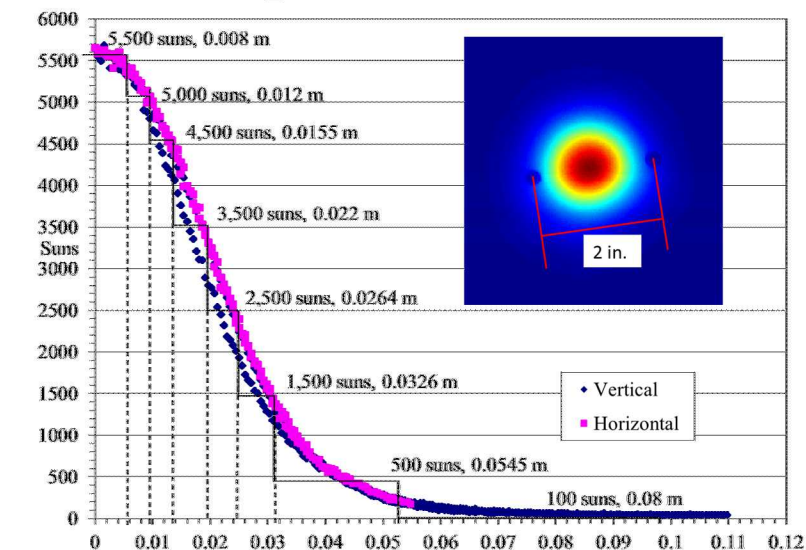 6000
5,500 suns, 0.008 m
5500
5000
5,000 suns, 0.012 m
4500
4,500 suns, 0.0155 m
4000
3500
3,500 suns, 0.022 m
Suns
3000
2500
2,500 suns, 0.0264 m
2000
1500
1,500 suns, 0.0326 m
1000
500
500 suns, 0.0545 m
100 suns, 0.08 m
0
2 in.
Vertical
Horizontal
0 0.01 0.02 0.03 0.04 0.05 0.06 0.07 0.08 0.09 0.1 0.11 0.12